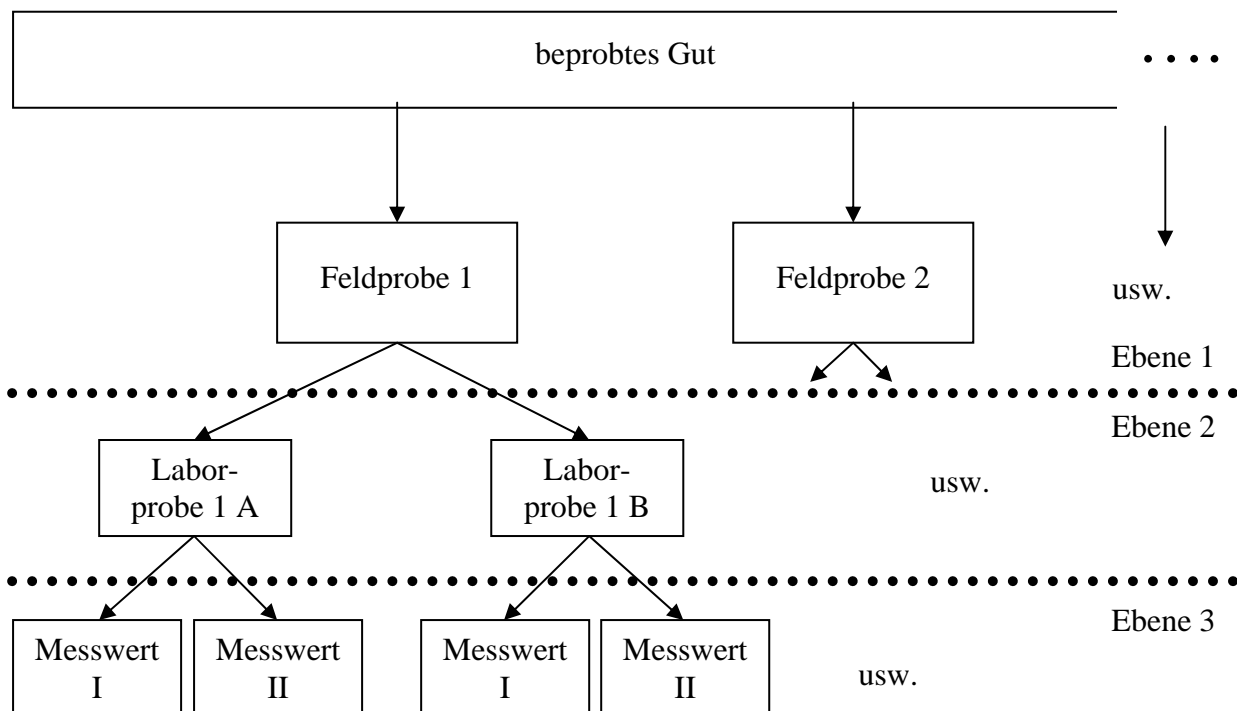 beprobtes Gut
Feldprobe 1
Feldprobe 2
usw.
Ebene 1
Ebene 2
Labor-
probe 1 A
Labor-
probe 1 B
usw.
Ebene 3
Messwert
I
Messwert
II
Messwert
I
Messwert
II
usw.